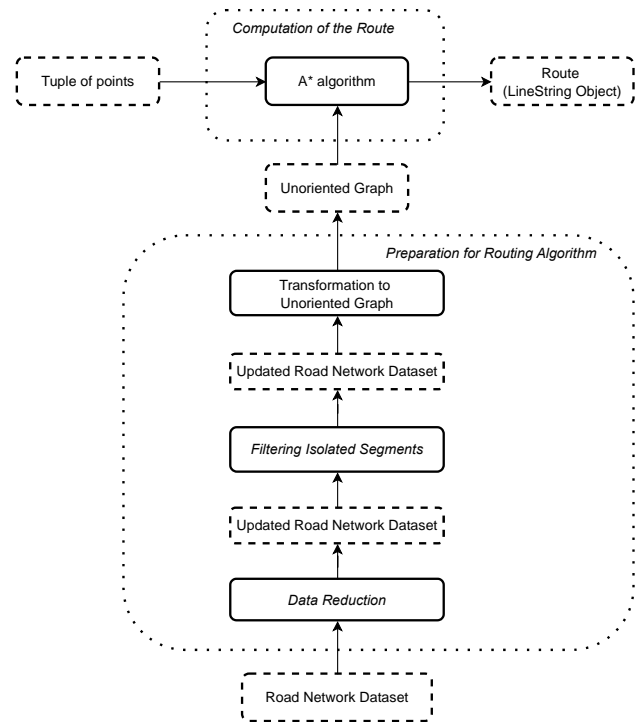 Computation of the Route
Tuple of points
A* algorithm
Route
(LineString Object)
Unoriented Graph
Preparation for Routing Algorithm
Transformation to
Unoriented Graph
Updated Road Network Dataset
Filtering Isolated Segments
Updated Road Network Dataset
Data Reduction
Road Network Dataset